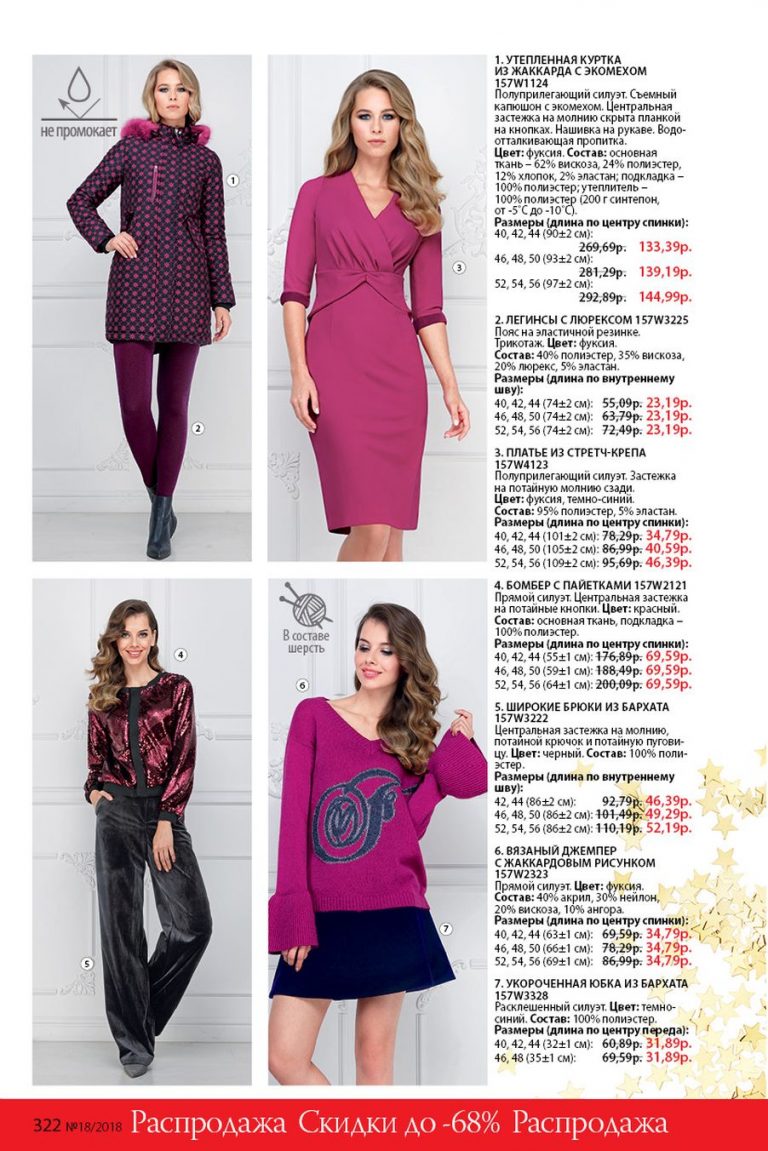 не промокает
1
2
3
1. УТЕПЛЕННАЯ КУРТКА
ИЗ ЖАККАРДА С ЭКОМЕХОМ
157W1124
Полуприлегающий силуэт. Съемный
капюшон с экомехом. Центральная
застежка на молнию скрыта планкой
на кнопках. Нашивка на рукаве. Водо-
отталкивающая пропитка.
Цвет: фуксия. Состав: основная
ткань – 62% вискоза, 24% полиэстер,
12% хлопок, 2% эластан; подкладка –
100% полиэстер; утеплитель –
100% полиэстер (200 г синтепон,
от -5˚С до -10˚С).
Размеры (длина по центру спинки):
40, 42, 44 (90±2 см):
269,69р. 133,39р.
46, 48, 50 (93±2 см):
281,29р. 139,19р.
52, 54, 56 (97±2 см):
292,89р. 144,99р.
2. ЛЕГИНСЫ С ЛЮРЕКСОМ 157W3225
Пояс на эластичной резинке.
Трикотаж. Цвет: фуксия.
Состав: 40% полиэстер, 35% вискоза,
20% люрекс, 5% эластан.
Размеры (длина по внутреннему
шву):
40, 42, 44 (74±2 см): 55,09р. 23,19р.
46, 48, 50 (74±2 см): 63,79р. 23,19р.
52, 54, 56 (74±2 см): 72,49р. 23,19р.
3. ПЛАТЬЕ ИЗ СТРЕТЧ-КРЕПА
157W4123
Полуприлегающий силуэт. Застежка
на потайную молнию сзади.
Цвет: фуксия, темно-синий.
Состав: 95% полиэстер, 5% эластан.
Размеры (длина по центру спинки):
40, 42, 44 (101±2 см): 78,29р. 34,79р.
46, 48, 50 (105±2 см): 86,99р. 40,59р.
52, 54, 56 (109±2 см): 95,69р. 46,39р.
4
5
В составе
шерсть
6
7
4. БОМБЕР С ПАЙЕТКАМИ 157W2121
Прямой силуэт. Центральная застежка
на потайные кнопки. Цвет: красный.
Состав: основная ткань, подкладка –
100% полиэстер.
Размеры (длина по центру спинки):
40, 42, 44 (55±1 см): 176,89р. 69,59р.
46, 48, 50 (59±1 см): 188,49р. 69,59р.
52, 54, 56 (64±1 см): 200,09р. 69,59р.
5. ШИРОКИЕ БРЮКИ ИЗ БАРХАТА
157W3222
Центральная застежка на молнию,
потайной крючок и потайную пугови-
цу. Цвет: черный. Состав: 100% поли-
эстер.
Размеры (длина по внутреннему
шву):
42, 44 (86±2 см): 92,79р. 46,39р.
46, 48, 50 (86±2 см): 101,49р. 49,29р.
52, 54, 56 (86±2 см): 110,19р. 52,19р.
6. ВЯЗАНЫЙ ДЖЕМПЕР
С ЖАККАРДОВЫМ РИСУНКОМ
157W2323
Прямой силуэт. Цвет: фуксия.
Состав: 40% акрил, 30% нейлон,
20% вискоза, 10% ангора.
Размеры (длина по центру спинки):
40, 42, 44 (63±1 см): 69,59р. 34,79р.
46, 48, 50 (66±1 см): 78,29р. 34,79р.
52, 54, 56 (69±1 см): 86,99р. 34,79р.
7. УКОРОЧЕННАЯ ЮБКА ИЗ БАРХАТА
157W3328
Расклешенный силуэт. Цвет: темно-
синий. Состав: 100% полиэстер.
Размеры (длина по центру переда):
40, 42, 44 (32±1 см): 60,89р. 31,89р.
46, 48 (35±1 см): 69,59р. 31,89р.
322 №18/2018 Распродажа Скидки до -68% Распродажа